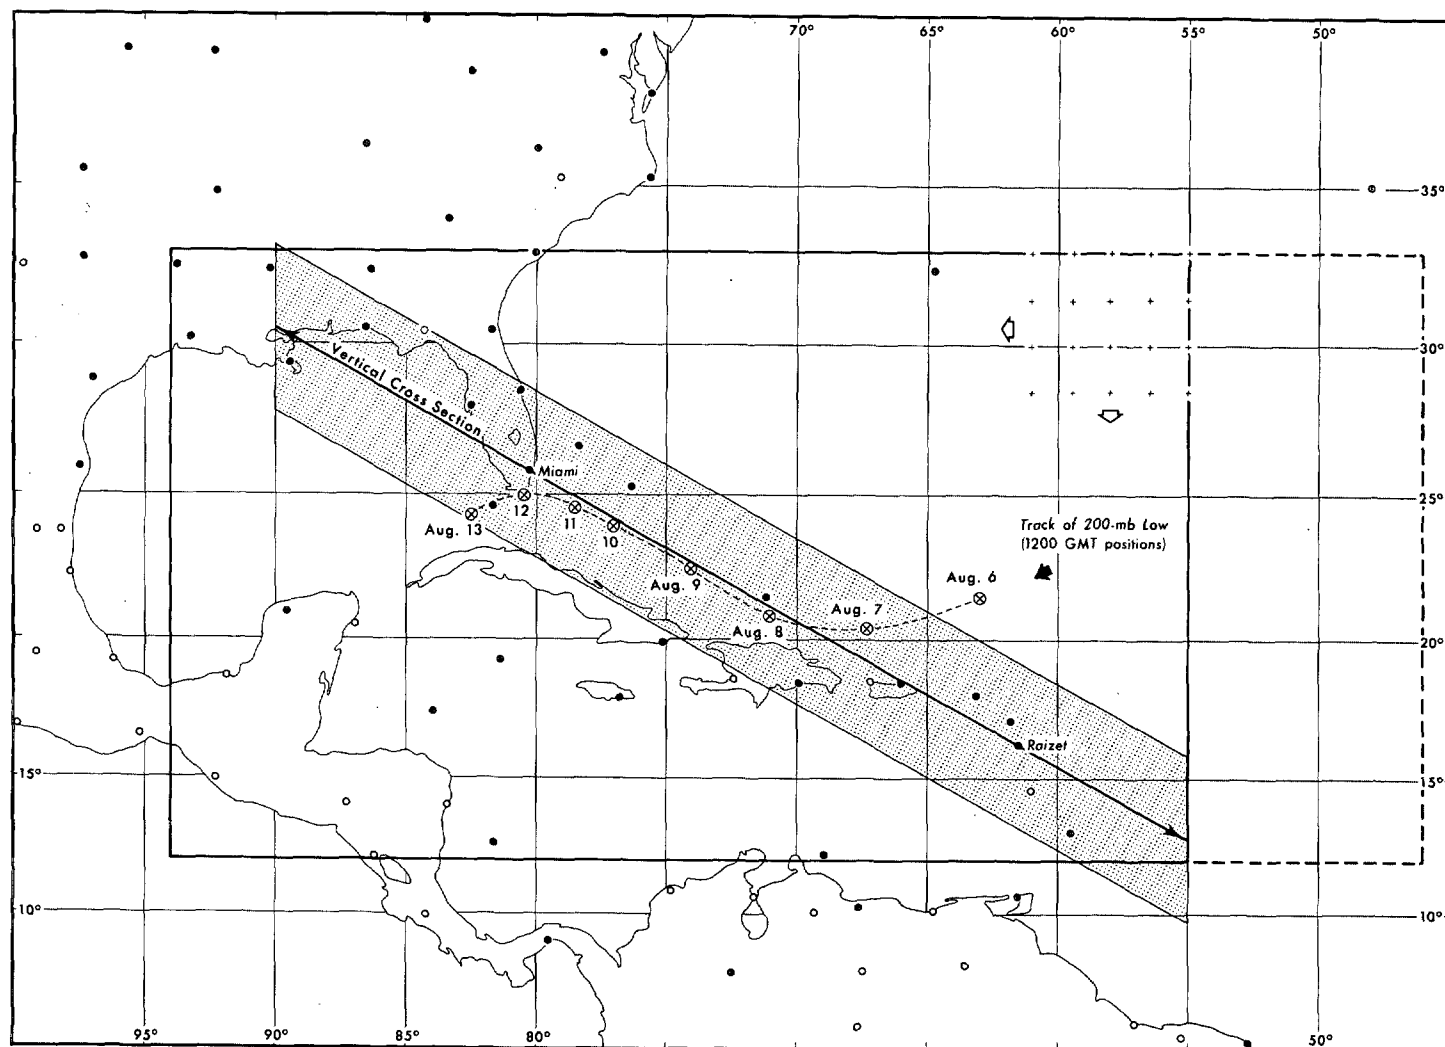 70° 65° 60° 55° 50°
35°
30°
Vertical Cross Section
Miami
25°
Aug. 13
12
11
10
Track of 200-mb Low
(1200 GMT positions)
Aug. 6
Aug. 9
Aug. 7
Aug. 8
20°
Raizet
15°
15°
10°
10°
95° 90° 85° 80° 50°